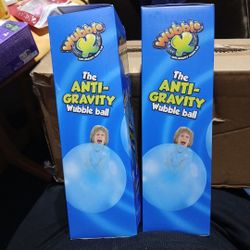 Wubble X
The
ANTI-
GRAVITY
Wubble ball
Wubble X
The
ANTI-
GRAVITY
Wubble ball